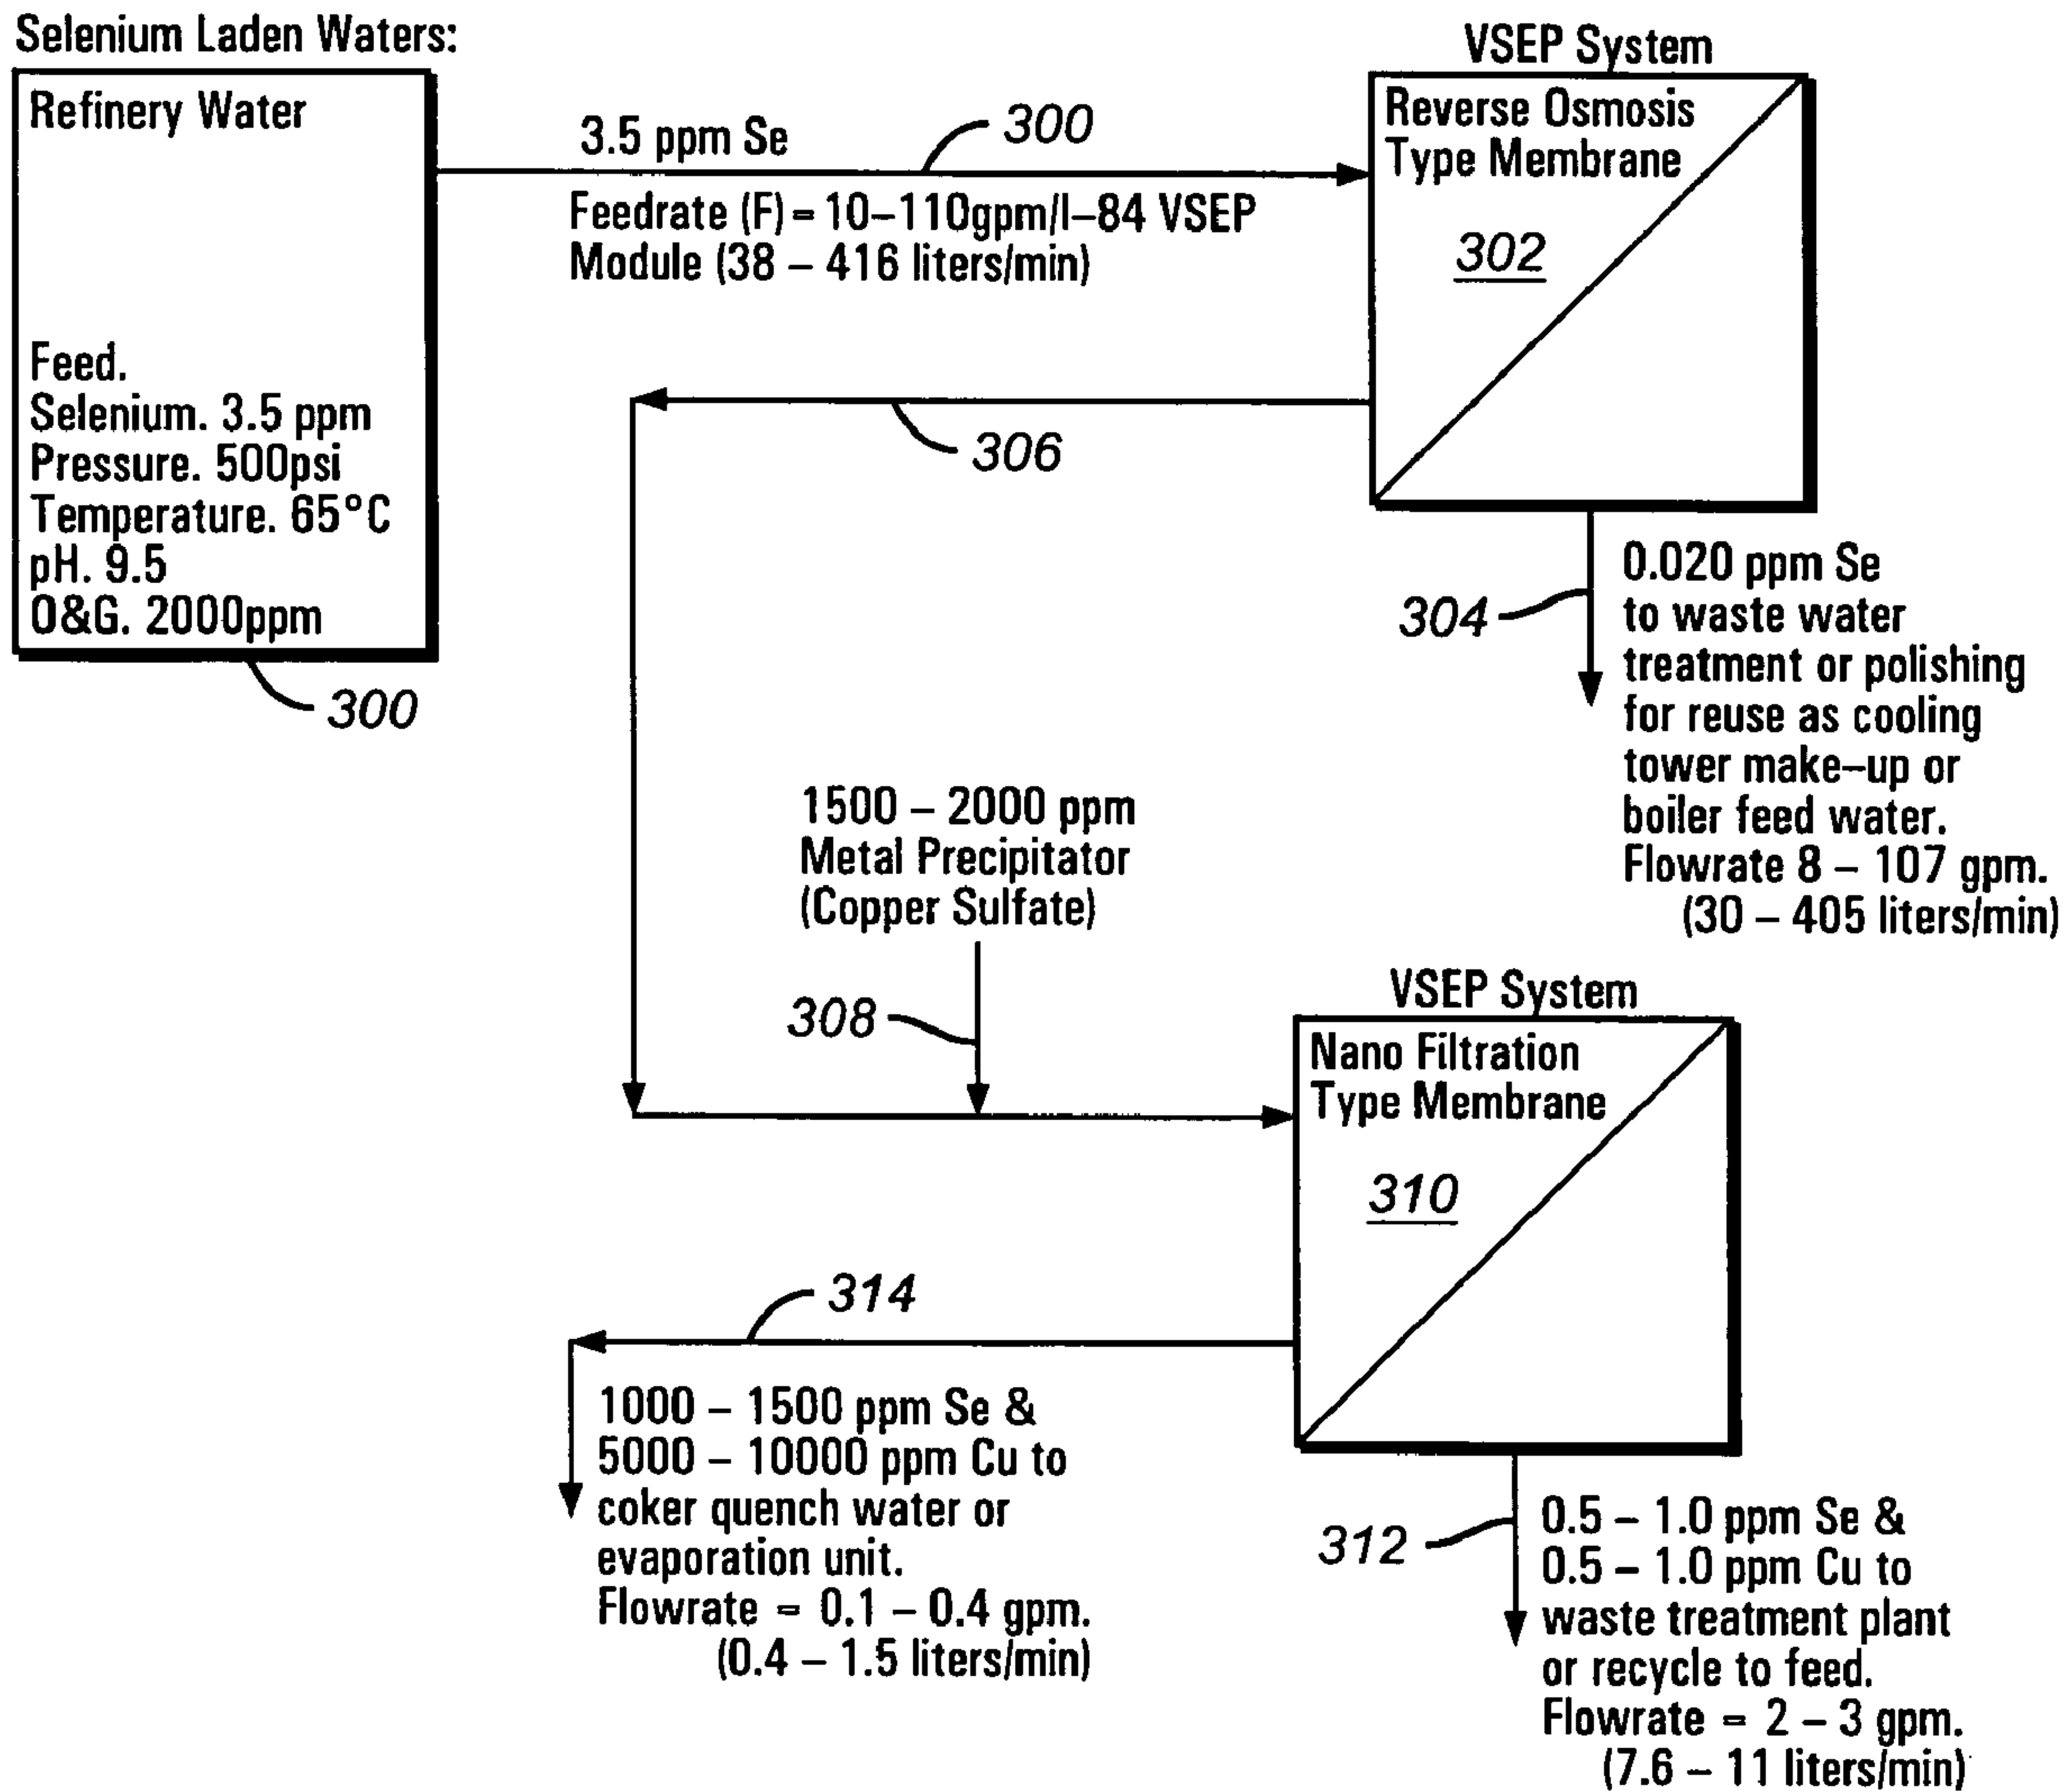 Selenium Laden Waters:
Refinery Water
Feed.
Selenium. 3.5 ppm
Pressure. 500psi
Temperature. 65°C
pH. 9.5
O&G. 2000ppm
300
3.5 ppm Se
300
Feedrate (F) = 10–110gpm/I–84 VSEP
Module (38 – 416 liters/min)
VSEP System
Reverse Osmosis
Type Membrane
302
306
304
0.020 ppm Se
to waste water
treatment or polishing
for reuse as cooling
tower make–up or
boiler feed water.
Flowrate 8 – 107 gpm.
(30 – 405 liters/min)
1500 – 2000 ppm
Metal Precipitator
(Copper Sulfate)
308
VSEP System
Nano Filtration
Type Membrane
310
314
1000 – 1500 ppm Se &
5000 – 10000 ppm Cu to
coker quench water or
evaporation unit.
Flowrate = 0.1 – 0.4 gpm.
(0.4 – 1.5 liters/min)
312
0.5 – 1.0 ppm Se &
0.5 – 1.0 ppm Cu to
waste treatment plant
or recycle to feed.
Flowrate = 2 – 3 gpm.
(7.6 – 11 liters/min)